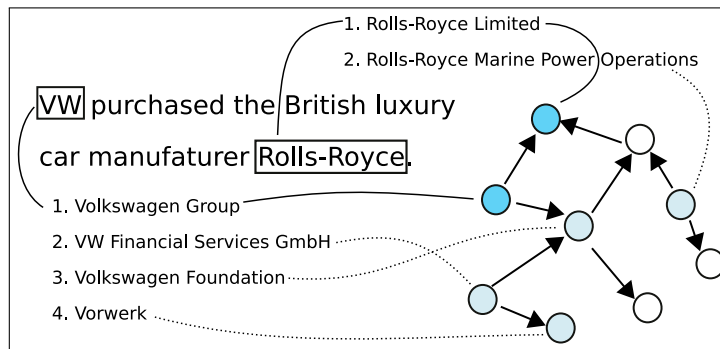 1. Rolls-Royce Limited
2. Rolls-Royce Marine Power Operations
VW purchased the British luxury
car manufaturer Rolls-Royce.
1. Volkswagen Group
2. VW Financial Services GmbH
3. Volkswagen Foundation
4. Vorwerk